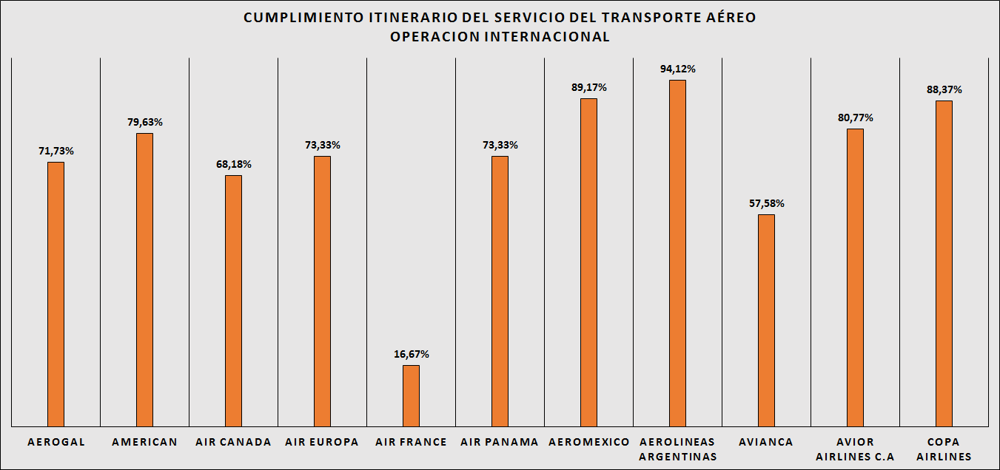 CUMPLIMIENTO ITINERARIO DEL SERVICIO DEL TRANSPORTE AÉREO
OPERACION INTERNACIONAL
71,73%
79,63%
68,18%
73,33%
16,67%
73,33%
89,17%
94,12%
57,58%
80,77%
88,37%
AEROGAL
AMERICAN
AIR CANADA
AIR EUROPA
AIR FRANCE
AIR PANAMA
AEROMEXICO
AEROLINEAS
ARGENTINAS
AVIANCA
AVIOR
AIRLINES C.A
COPA
AIRLINES